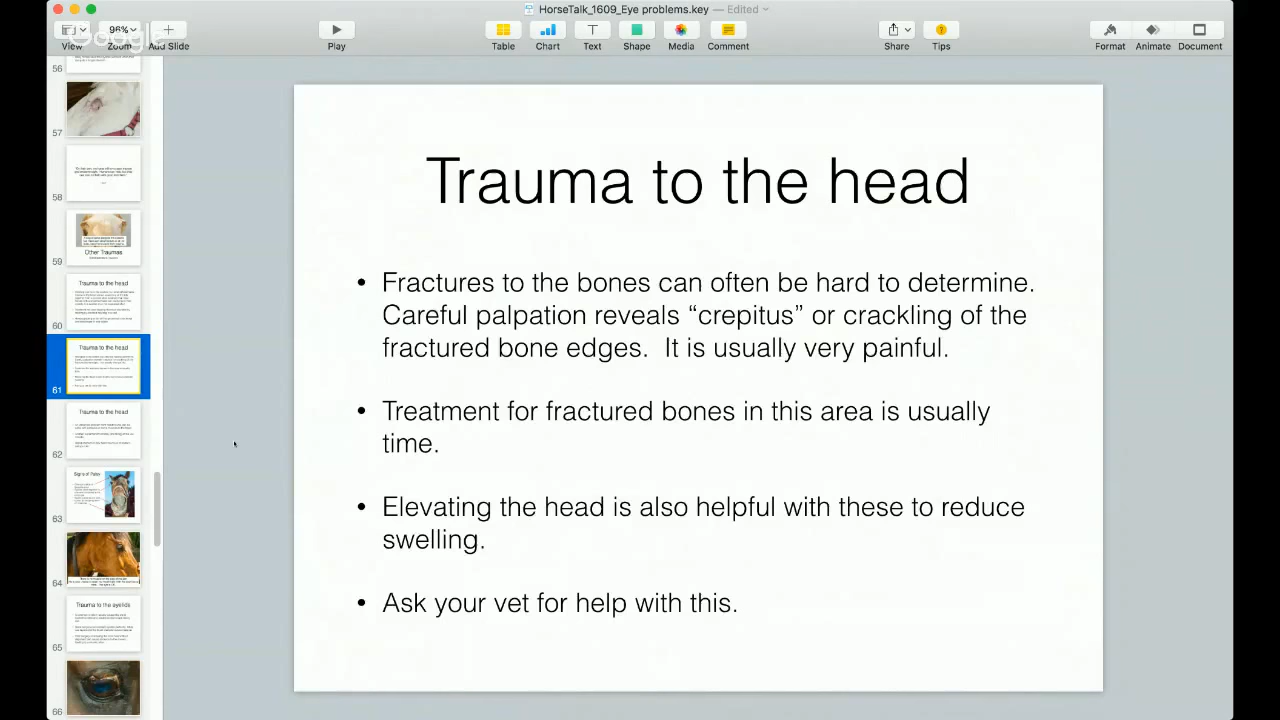 HorseTalk_1609_Eye problems.key — Edited
Google
96%
View Zoom Add Slide Play Table Chart Text Shape Media Comment Share Tips Format Animate Document
56
57
58
59
Other Traumas
60
Trauma to the head
61
Trauma to the head
62
Trauma to the head
63
Signs of Pain
64
65
Trauma to the eyelids
66
Trauma to the head
• Fractures to the bones can often be hard to determine.
Careful palpation reveals “crepitus” or crackling of the
fractured bone edges. It is usually very painful.
• Treatment for fractured bones in this area is usually
time.
• Elevating the head is also helpful with these to reduce
swelling.
• Ask your vet for help with this.